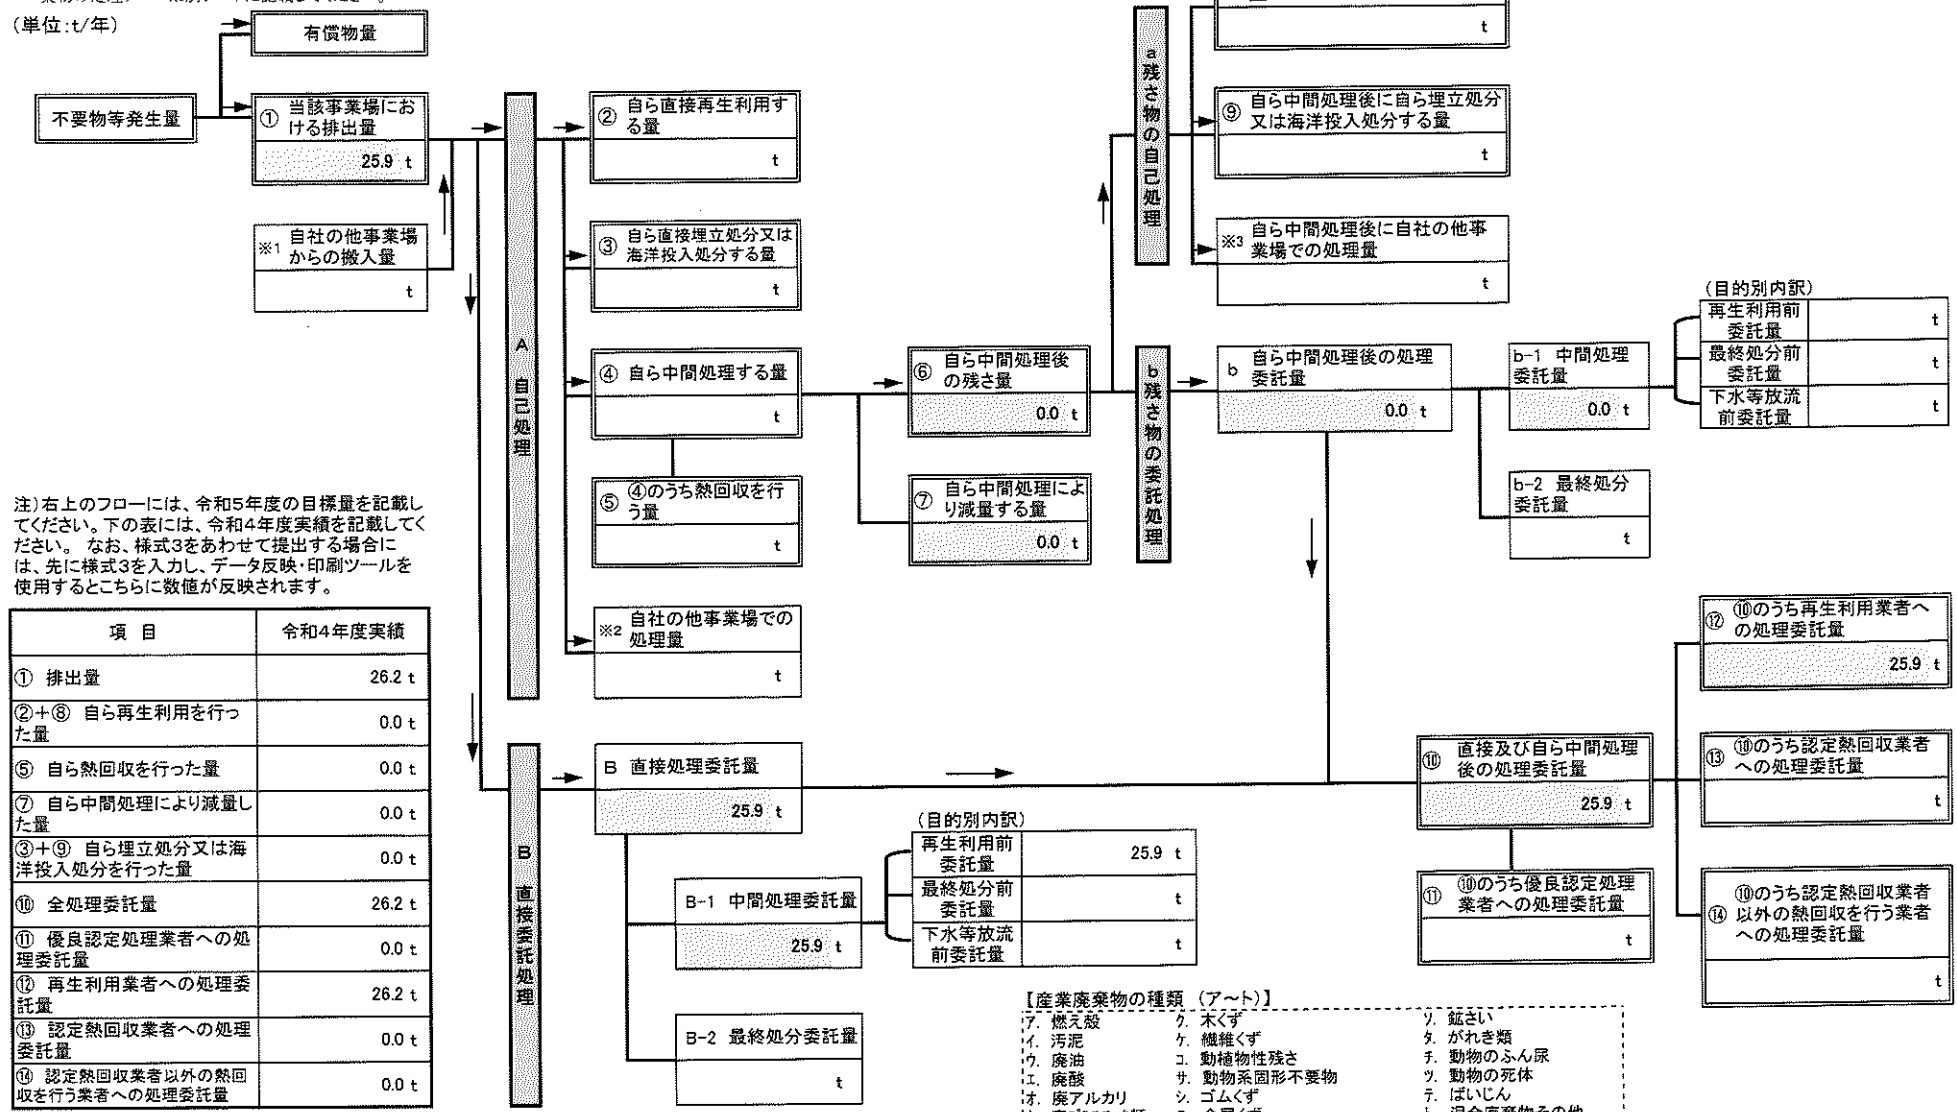 (単位:t/年)
有償物量
不要物等発生量
① 当該事業場にお
ける排出量
25.9 t
※1 自社の他事業場
からの搬入量
t
A 自己処理
② 自ら直接再生利用す
る量
t
③ 自ら直接埋立処分又は
海洋投入処分する量
t
④ 自ら中間処理する量
t
⑤ ④のうち熱回収を行
う量
t
※2 自社の他事業場での
処理量
t
⑥ 自ら中間処理後
の残さ量
0.0 t
⑦ 自ら中間処理によ
り減量する量
0.0 t
a 残さ物の自己処理
t
⑨ 自ら中間処理後に自ら埋立処分
又は海洋投入処分する量
t
※3 自ら中間処理後に自社の他事
業場での処理量
t
b 残さ物の委託処理
b 自ら中間処理後の処理
委託量
0.0 t
b-1 中間処理
委託量
0.0 t
(目的別内訳)
再生利用前
委託量
t
最終処分前
委託量
t
下水等放流
前委託量
t
b-2 最終処分
委託量
t
注)右上のフローには、令和5年度の目標量を記載し
てください。下の表には、令和4年度実績を記載してく
ださい。 なお、様式3をあわせて提出する場合に
は、先に様式3を入力し、データ反映・印刷ツールを
使用するとこちらに数値が反映されます。
項 目 令和4年度実績
① 排出量 26.2 t
②+⑧ 自ら再生利用を行っ
た量 0.0 t
⑤ 自ら熱回収を行った量 0.0 t
⑦ 自ら中間処理により減量し
た量 0.0 t
③+⑨ 自ら埋立処分又は海
洋投入処分を行った量 0.0 t
⑩ 全処理委託量 26.2 t
⑪ 優良認定処理業者への処
理委託量 0.0 t
⑫ 再生利用業者への処理委
託量 26.2 t
⑬ 認定熱回収業者への処理
委託量 0.0 t
⑭ 認定熱回収業者以外の熱回
収を行う業者への処理委託量 0.0 t
B 直接委託処理
B 直接処理委託量
25.9 t
B-1 中間処理委託量
25.9 t
(目的別内訳)
再生利用前
委託量
25.9 t
最終処分前
委託量
t
下水等放流
前委託量
t
B-2 最終処分委託量
t
⑩ 直接及び自ら中間処理
後の処理委託量
25.9 t
⑪ ⑩のうち優良認定処理
業者への処理委託量
t
⑫ ⑩のうち再生利用業者へ
の処理委託量
25.9 t
⑬ ⑩のうち認定熱回収業者
への処理委託量
t
⑭ ⑩のうち認定熱回収業者
以外の熱回収を行う業者
への処理委託量
t
【産業廃棄物の種類 (ア~ト)】
ア. 燃え殻 ク. 木くず ソ. 鉱さい
イ. 汚泥 ケ. 繊維くず タ. がれき類
ウ. 廃油 コ. 動植物性残さ チ. 動物のふん尿
エ. 廃酸 サ. 動物系固形不要物 ツ. 動物の死体
オ. 廃アルカリ シ. ゴムくず テ. ばいじん